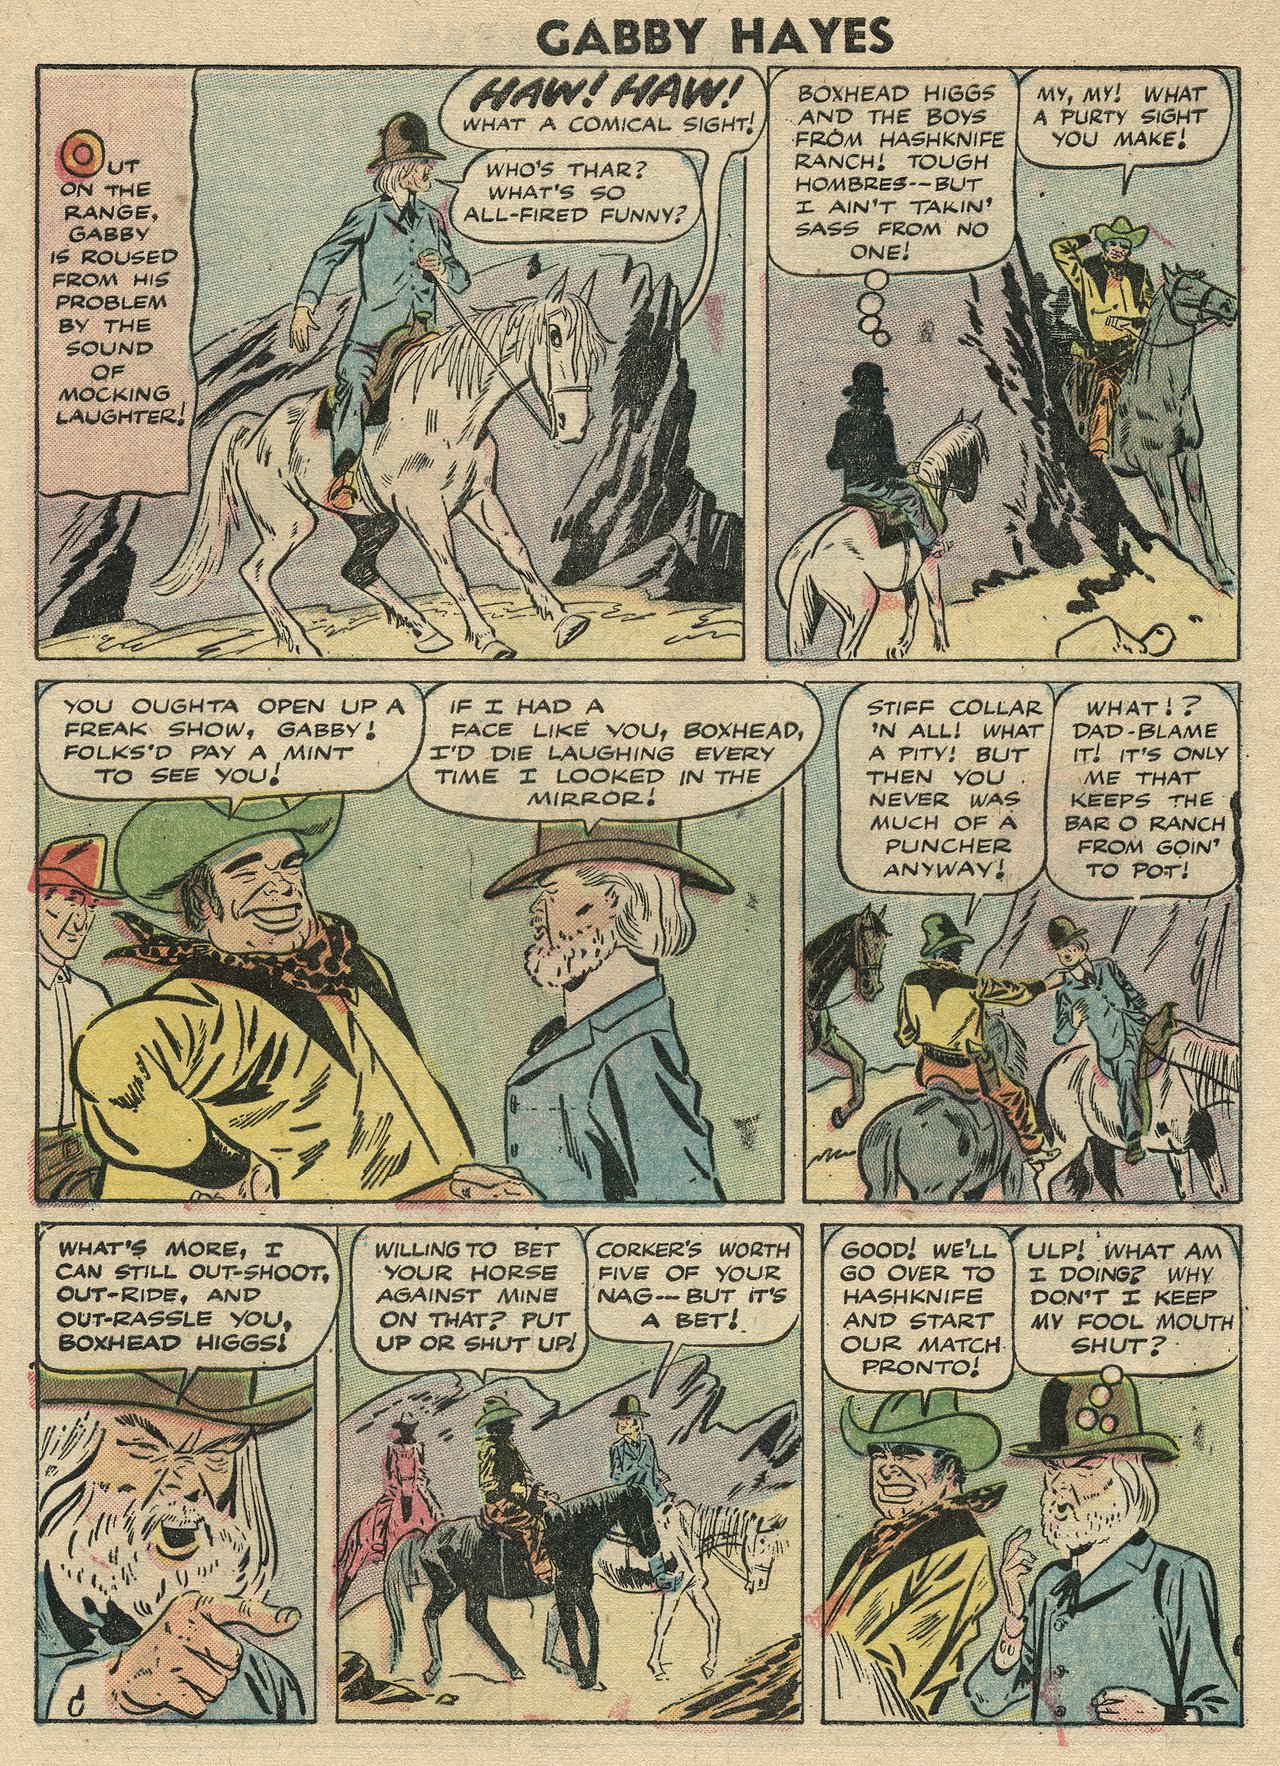 GABBY HAYES
OUT
ON THE
RANGE,
GABBY
IS ROUSED
FROM HIS
PROBLEM
BY THE
SOUND
OF
MOCKING
LAUGHTER!
HAW! HAW!
WHAT A COMICAL SIGHT!
WHO'S THAR?
WHAT'S SO
ALL-FIRED FUNNY?
BOXHEAD HIGGS
AND THE BOYS
FROM HASHKNIFE
RANCH! TOUGH
HOMBRES--BUT
I AIN'T TAKIN'
SASS FROM NO
ONE!
MY, MY! WHAT
A PURTY SIGHT
YOU MAKE!
YOU OUGHTA OPEN UP A
FREAK SHOW, GABBY!
FOLKS'D PAY A MINT
TO SEE YOU!
IF I HAD A
FACE LIKE YOU, BOXHEAD,
I'D DIE LAUGHING EVERY
TIME I LOOKED IN THE
MIRROR!
STIFF COLLAR
'N ALL! WHAT
A PITY! BUT
THEN YOU
NEVER WAS
MUCH OF A
PUNCHER
ANYWAY!
WHAT!?
DAD-BLAME
IT! IT'S ONLY
ME THAT
KEEPS THE
BAR O RANCH
FROM GOIN'
TO POT!
WHAT'S MORE, I
CAN STILL OUT-SHOOT,
OUT-RIDE, AND
OUT-RASSLE YOU,
BOXHEAD HIGGS!
WILLING TO BET
YOUR HORSE
AGAINST MINE
ON THAT? PUT
UP OR SHUT UP!
CORKER'S WORTH
FIVE OF YOUR
NAG--BUT IT'S
A BET!
GOOD! WE'LL
GO OVER TO
HASHKNIFE
AND START
OUR MATCH
PRONTO!
ULP! WHAT AM
I DOING? WHY
DON'T I KEEP
MY FOOL MOUTH
SHUT?